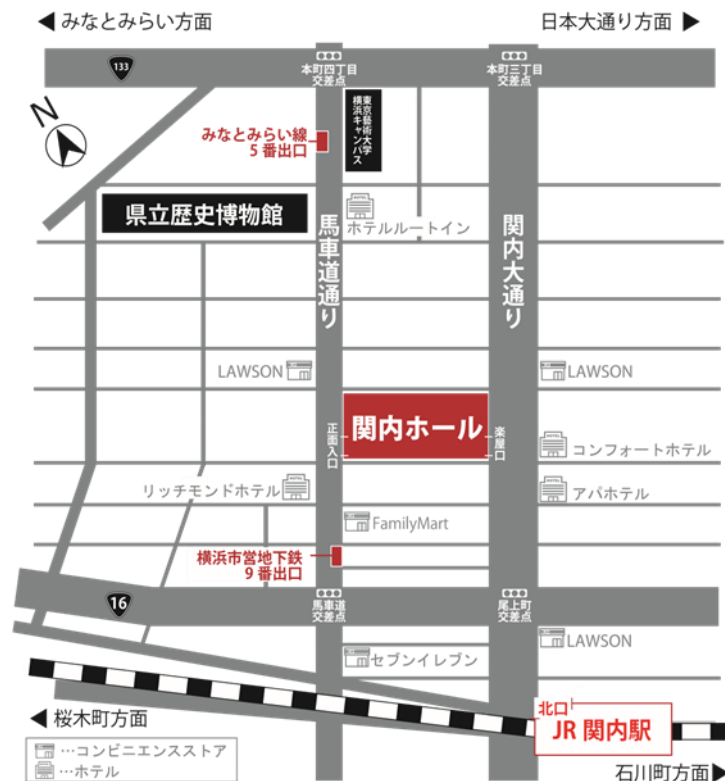 ◀ みなとみらい方面
日本大通り方面 ▶
133
本町四丁目
交差点
本町三丁目
交差点
N
東京藝術大学
横浜キャンパス
みなとみらい線
5 番出口
県立歴史博物館
ホテルルートイン
馬車道通り
関内大通り
LAWSON
LAWSON
関内ホール
正面入口
楽屋口
コンフォートホテル
リッチモンドホテル
アパホテル
FamilyMart
横浜市営地下鉄
9 番出口
16
馬車道
交差点
尾上町
交差点
セブンイレブン
LAWSON
北口
JR 関内駅
◀ 桜木町方面
…コンビニエンスストア
HOTEL …ホテル
石川町方面▶